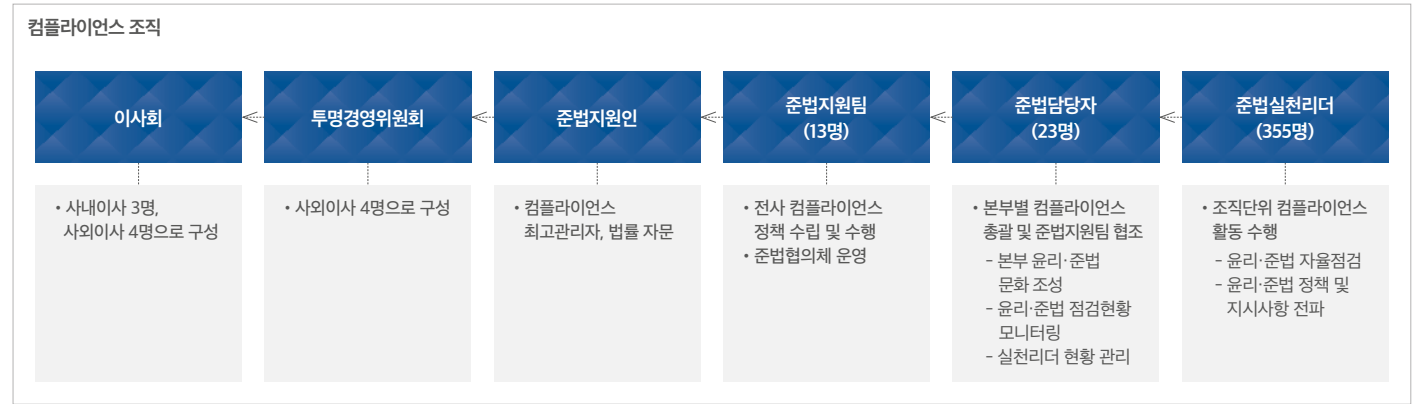 컴플라이언스 조직
이사회
• 사내이사 3명,
사외이사 4명으로 구성
투명경영위원회
• 사외이사 4명으로 구성
준법지원인
• 컴플라이언스
최고관리자, 법률 자문
준법지원팀
(13명)
• 전사 컴플라이언스
정책 수립 및 수행
• 준법협의체 운영
준법담당자
(23명)
• 본부별 컴플라이언스
총괄 및 준법지원팀 협조
- 본부 윤리·준법
문화 조성
- 윤리·준법 점검현황
모니터링
- 실천리더 현황 관리
준법실천리더
(355명)
• 조직단위 컴플라이언스
활동 수행
- 윤리·준법 자율점검
- 윤리·준법 정책 및
지시사항 전파